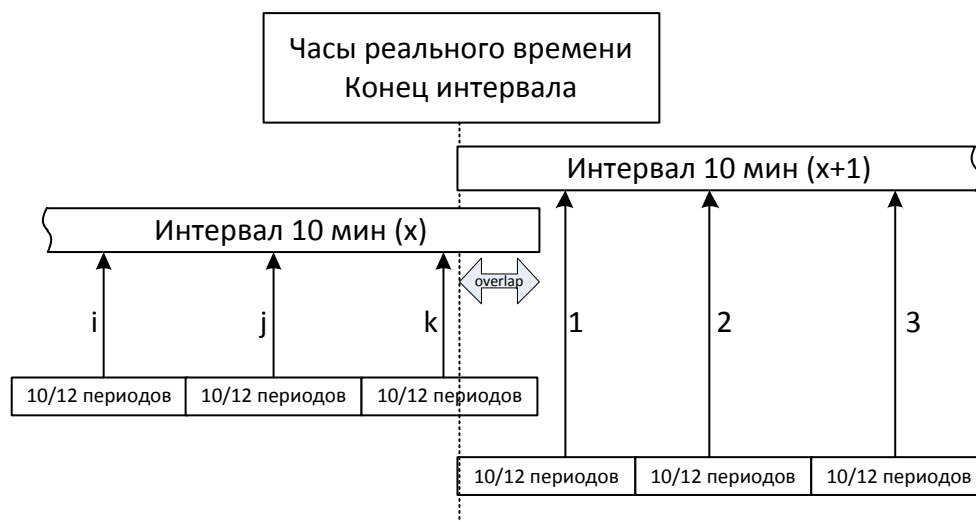 Часы реального времени
Конец интервала
Интервал 10 мин (x+1)
Интервал 10 мин (x)
overlap
i
j
k
1
2
3
10/12 периодов
10/12 периодов
10/12 периодов
10/12 периодов
10/12 периодов
10/12 периодов